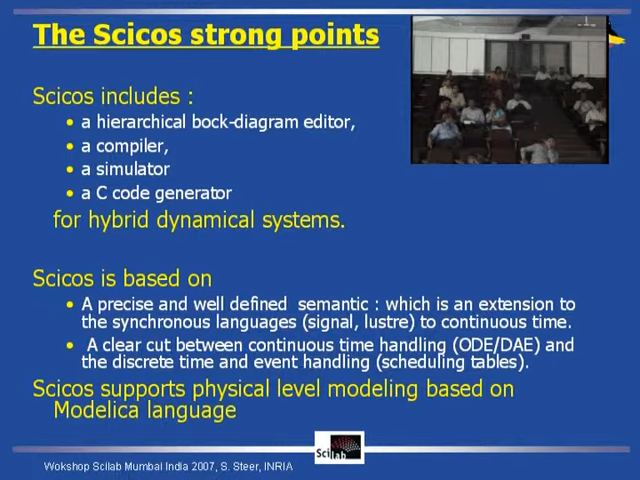 The Scicos strong points
Scicos includes :
• a hierarchical bock-diagram editor,
• a compiler,
• a simulator
• a C code generator
for hybrid dynamical systems.
Scicos is based on
• A precise and well defined semantic : which is an extension to
the synchronous languages (signal, lustre) to continuous time.
• A clear cut between continuous time handling (ODE/DAE) and
the discrete time and event handling (scheduling tables).
Scicos supports physical level modeling based on
Modelica language
Wokshop Scilab Mumbai India 2007, S. Steer, INRIA
Scilab